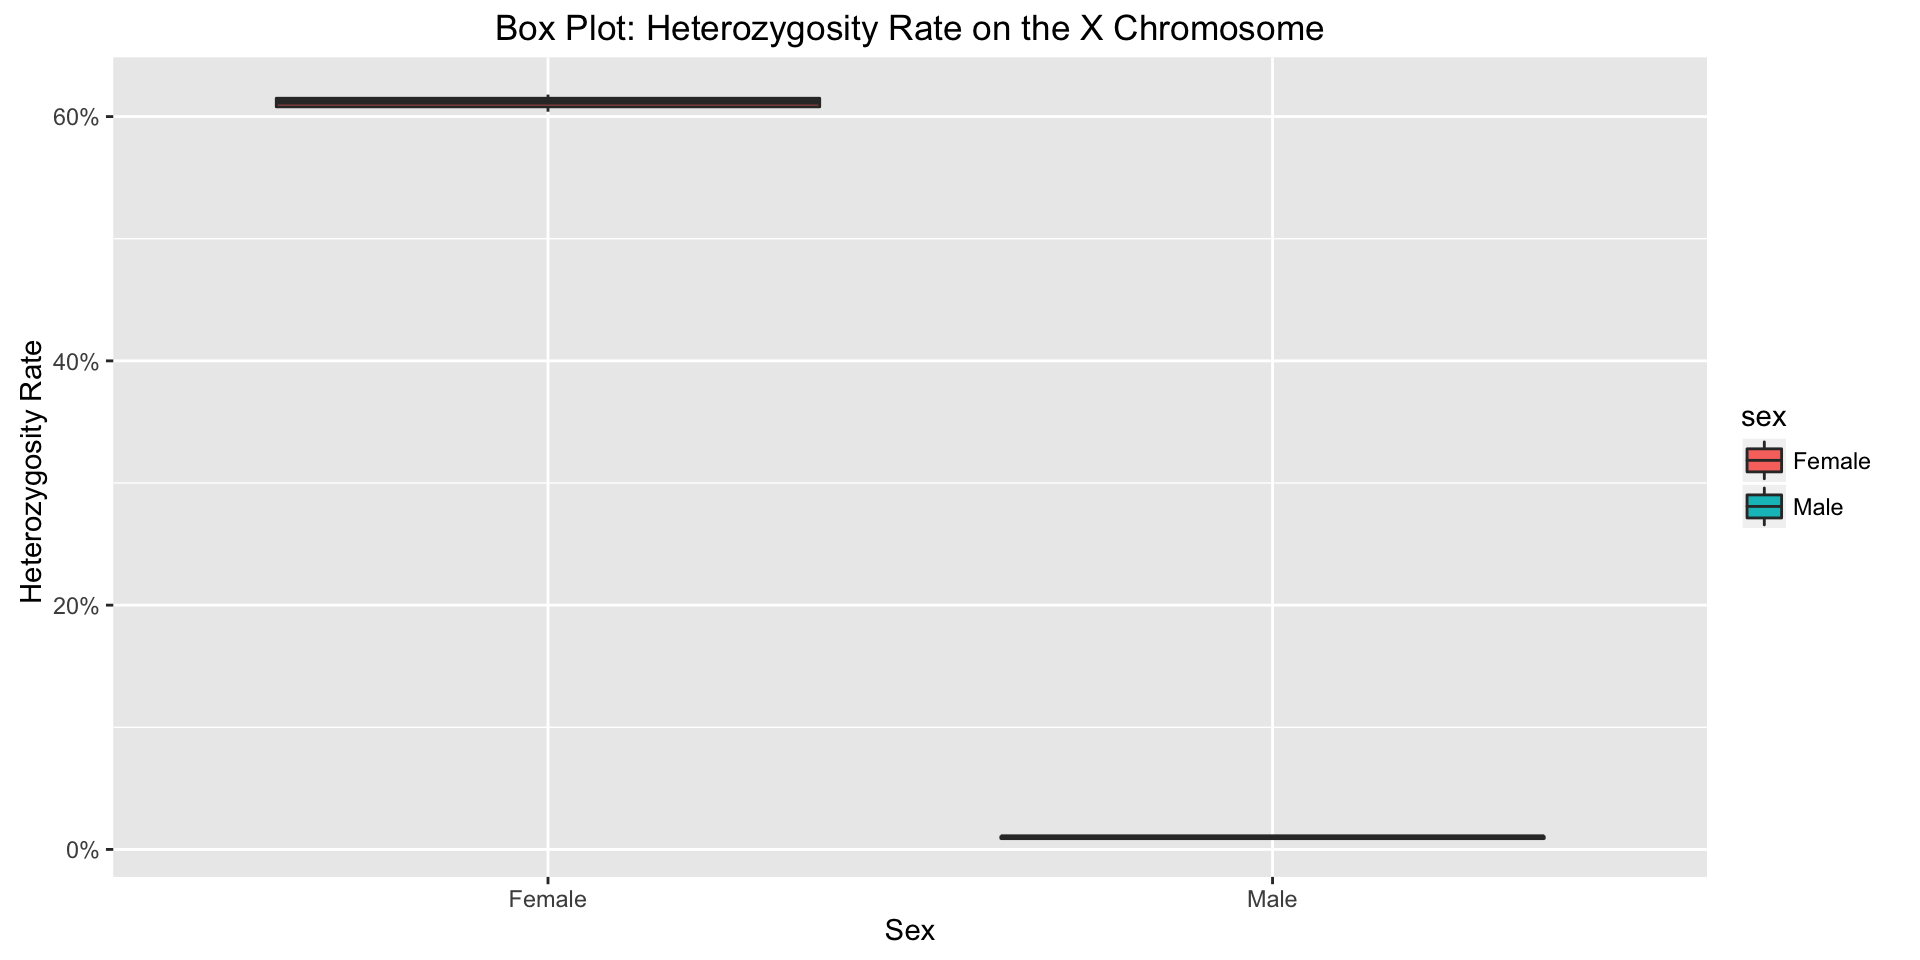 Box Plot: Heterozygosity Rate on the X Chromosome
Heterozygosity Rate
60%
40%
20%
0%
Female
Male
Sex
sex
Female
Male